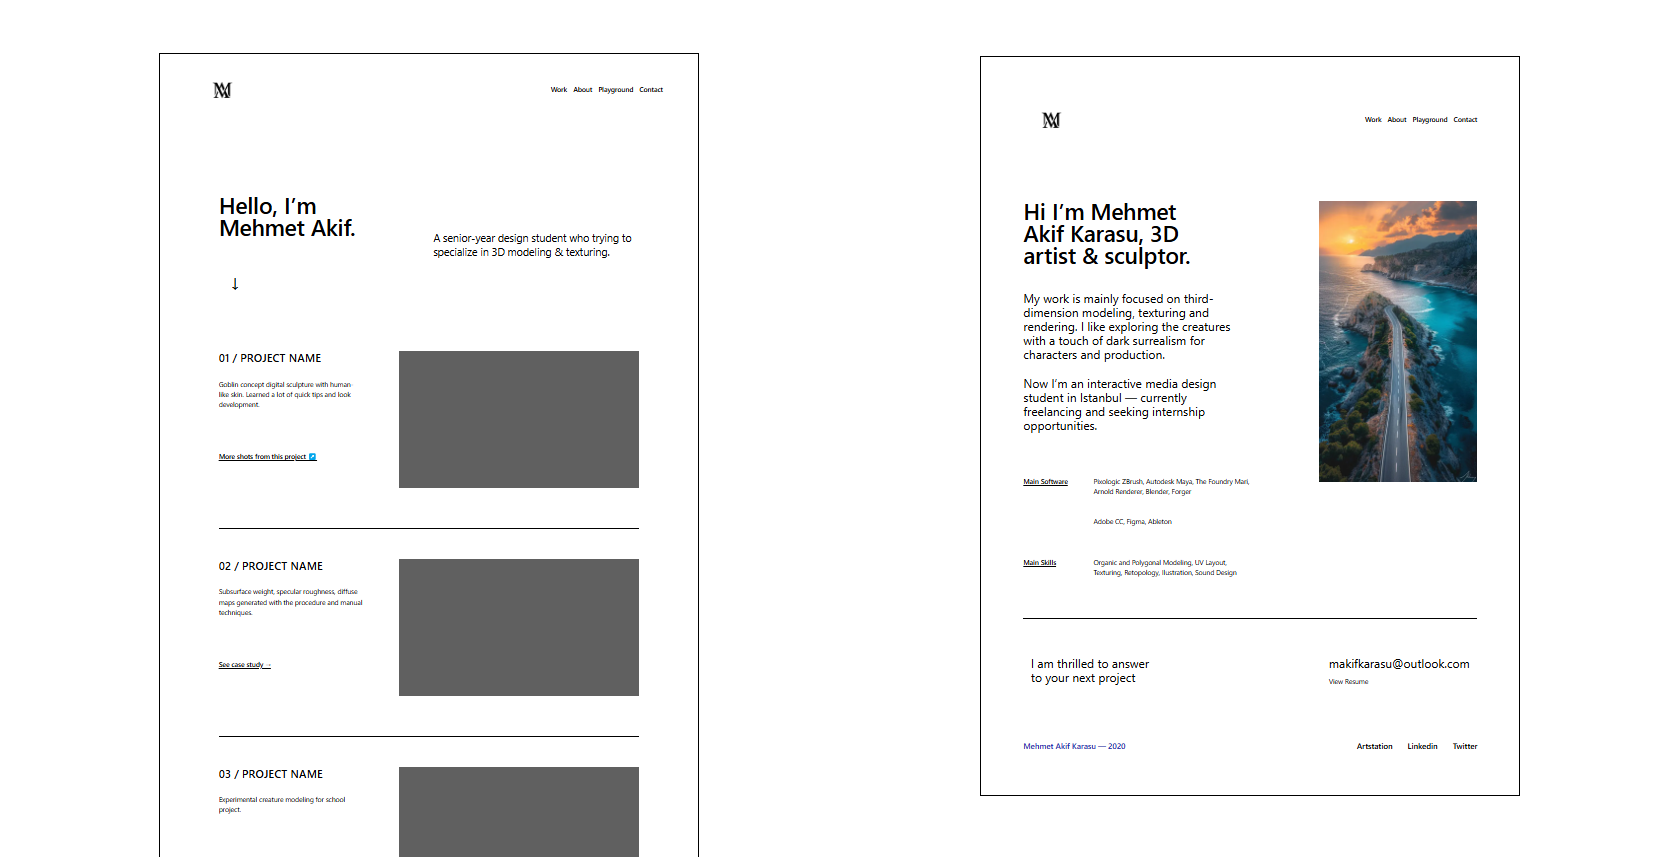 Work About Playground Contact
Hello, I'm
Mehmet Akif.
A senior-year design student who trying to
specialize in 3D modeling & texturing.
↓
01 / PROJECT NAME
Goblin concept digital sculpture with human-
like skin. Learned a lot of quick tips and look
development.
More shots from this project ↗
02 / PROJECT NAME
Subsurface weight, specular roughness, diffuse
maps generated with the procedure and manual
techniques.
See case study →
03 / PROJECT NAME
Experimental creature modeling for school
project.
Work About Playground Contact
Hi I'm Mehmet
Akif Karasu, 3D
artist & sculptor.
My work is mainly focused on third-
dimension modeling, texturing and
rendering. I like exploring the creatures
with a touch of dark surrealism for
characters and production.
Now I'm an interactive media design
student in Istanbul — currently
freelancing and seeking internship
opportunities.
Main Software
Pixologic ZBrush, Autodesk Maya, The Foundry Mari,
Arnold Renderer, Blender, Forger
Adobe CC, Figma, Ableton
Main Skills
Organic and Polygonal Modeling, UV Layout,
Texturing, Retopology, Ilustration, Sound Design
I am thrilled to answer
to your next project
makifkarasu@outlook.com
View Resume
Mehmet Akif Karasu — 2020
Artstation Linkedin Twitter